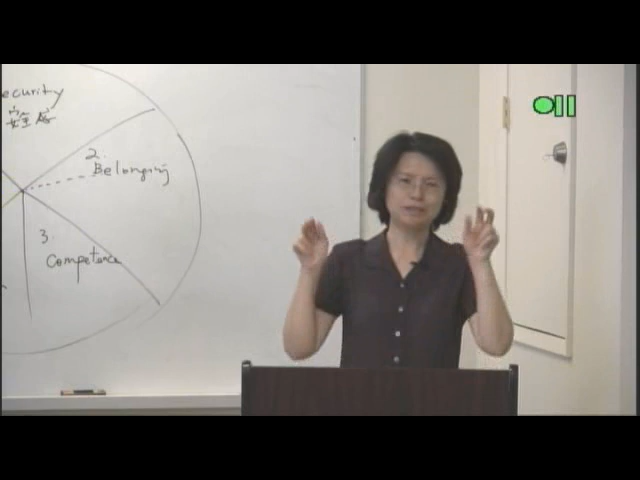 ecurity
安全感
2.
Belonging
3.
Competence